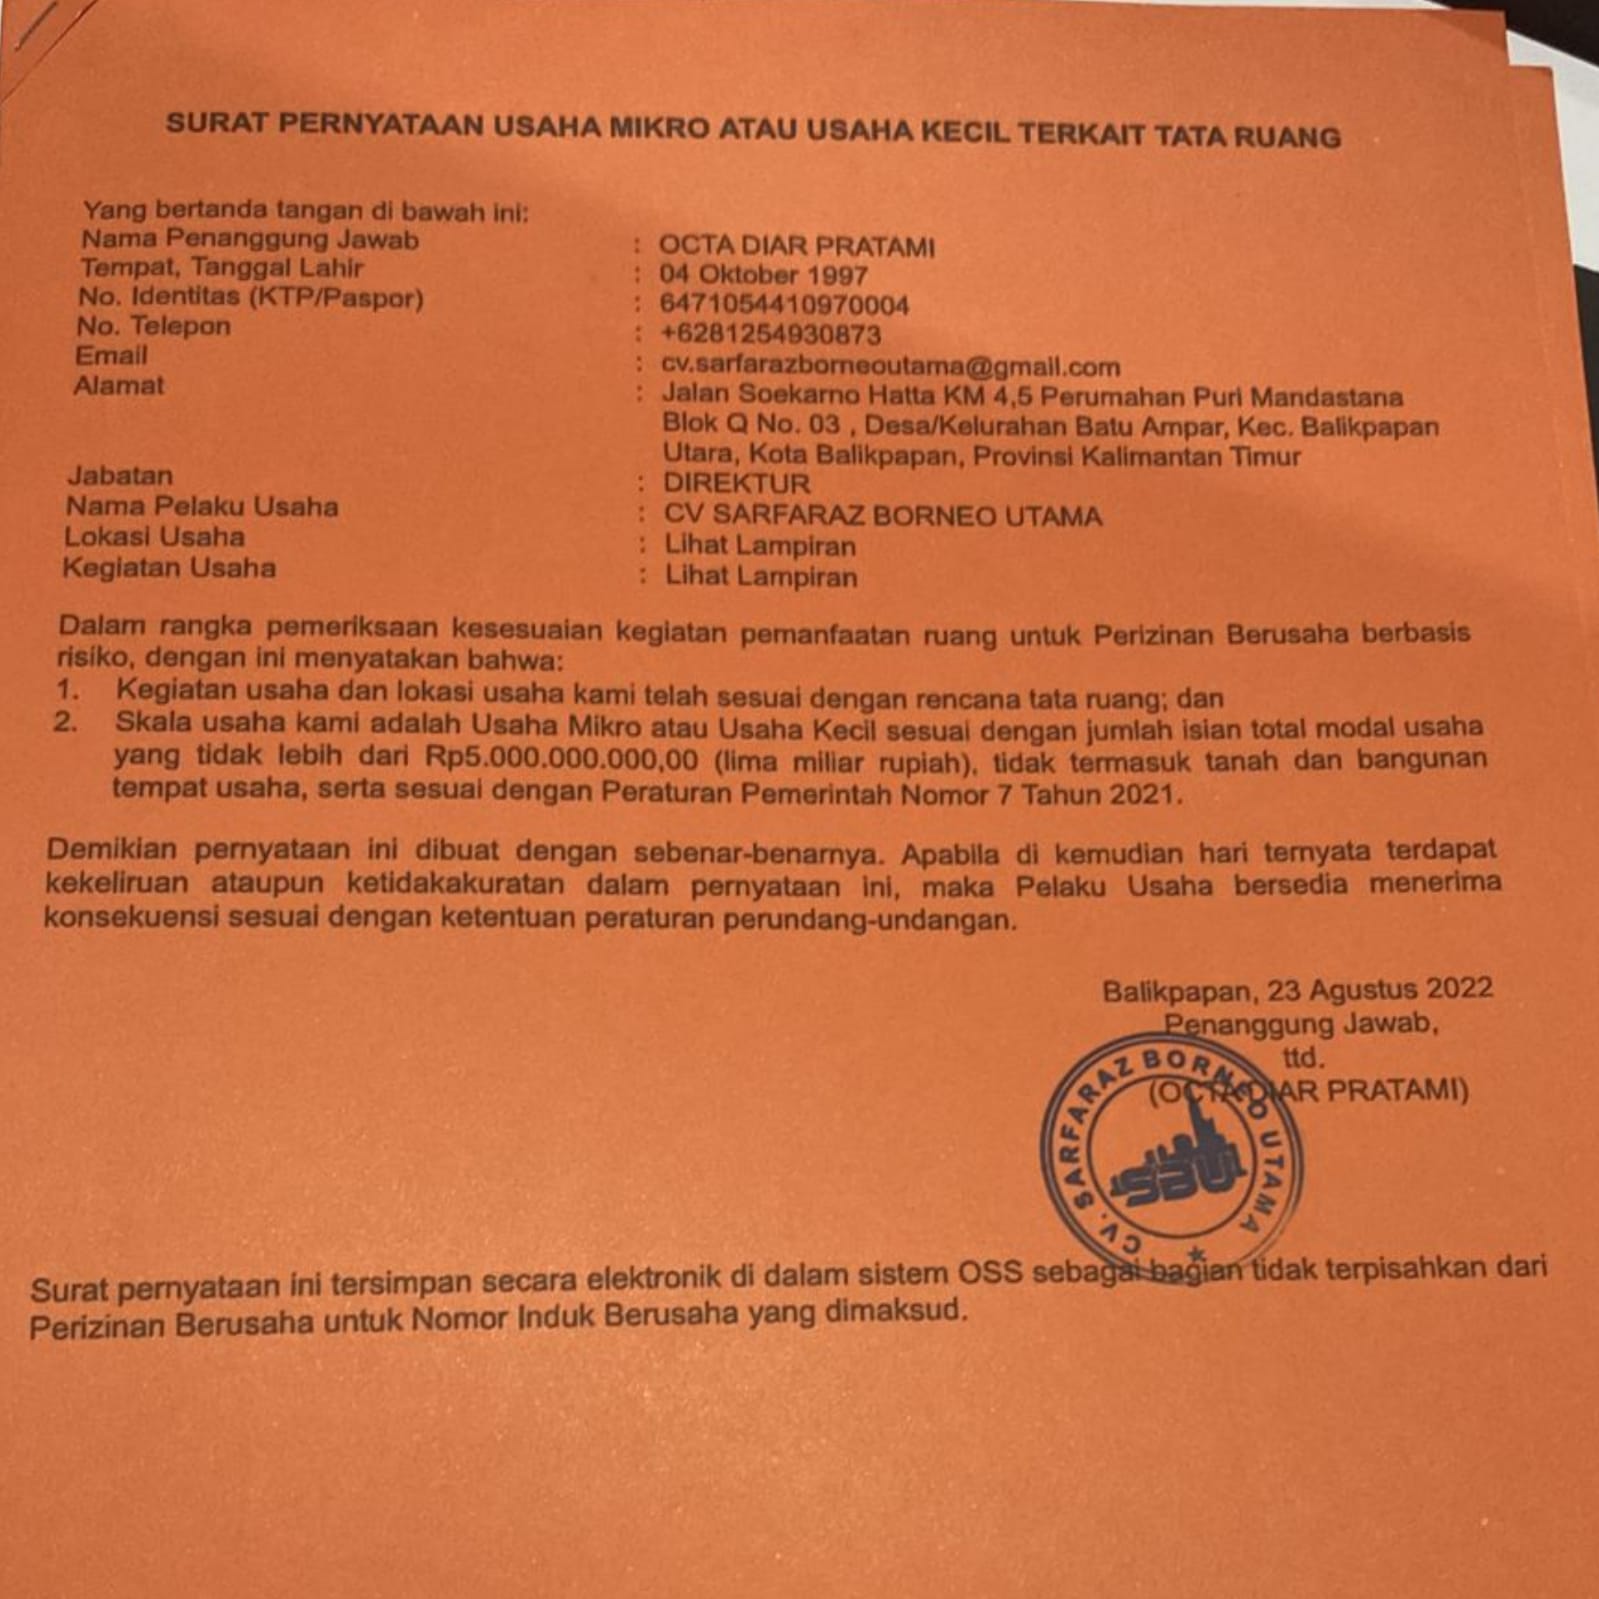 SURAT PERNYATAAN USAHA MIKRO ATAU USAHA KECIL TERKAIT TATA RUANG
Yang bertanda tangan di bawah ini:
Nama Penanggung Jawab : OCTA DIAR PRATAMI
Tempat, Tanggal Lahir : 04 Oktober 1997
No. Identitas (KTP/Paspor) : 6471054410970004
No. Telepon : +6281254930873
Email : cv.sarfarazborneoutama@gmail.com
Alamat : Jalan Soekarno Hatta KM 4,5 Perumahan Puri Mandastana
Blok Q No. 03 , Desa/Kelurahan Batu Ampar, Kec. Balikpapan
Utara, Kota Balikpapan, Provinsi Kalimantan Timur
Jabatan : DIREKTUR
Nama Pelaku Usaha : CV SARFARAZ BORNEO UTAMA
Lokasi Usaha : Lihat Lampiran
Kegiatan Usaha : Lihat Lampiran
Dalam rangka pemeriksaan kesesuaian kegiatan pemanfaatan ruang untuk Perizinan Berusaha berbasis
risiko, dengan ini menyatakan bahwa:
1. Kegiatan usaha dan lokasi usaha kami telah sesuai dengan rencana tata ruang; dan
2. Skala usaha kami adalah Usaha Mikro atau Usaha Kecil sesuai dengan jumlah isian total modal usaha
yang tidak lebih dari Rp5.000.000.000,00 (lima miliar rupiah), tidak termasuk tanah dan bangunan
tempat usaha, serta sesuai dengan Peraturan Pemerintah Nomor 7 Tahun 2021.
Demikian pernyataan ini dibuat dengan sebenar-benarnya. Apabila di kemudian hari ternyata terdapat
kekeliruan ataupun ketidakakuratan dalam pernyataan ini, maka Pelaku Usaha bersedia menerima
konsekuensi sesuai dengan ketentuan peraturan perundang-undangan.
Balikpapan, 23 Agustus 2022
Penanggung Jawab,
ttd.
(OCTA DIAR PRATAMI)
CV. SARFARAZ BORNEO UTAMA
SBU
Surat pernyataan ini tersimpan secara elektronik di dalam sistem OSS sebagai bagian tidak terpisahkan dari
Perizinan Berusaha untuk Nomor Induk Berusaha yang dimaksud.